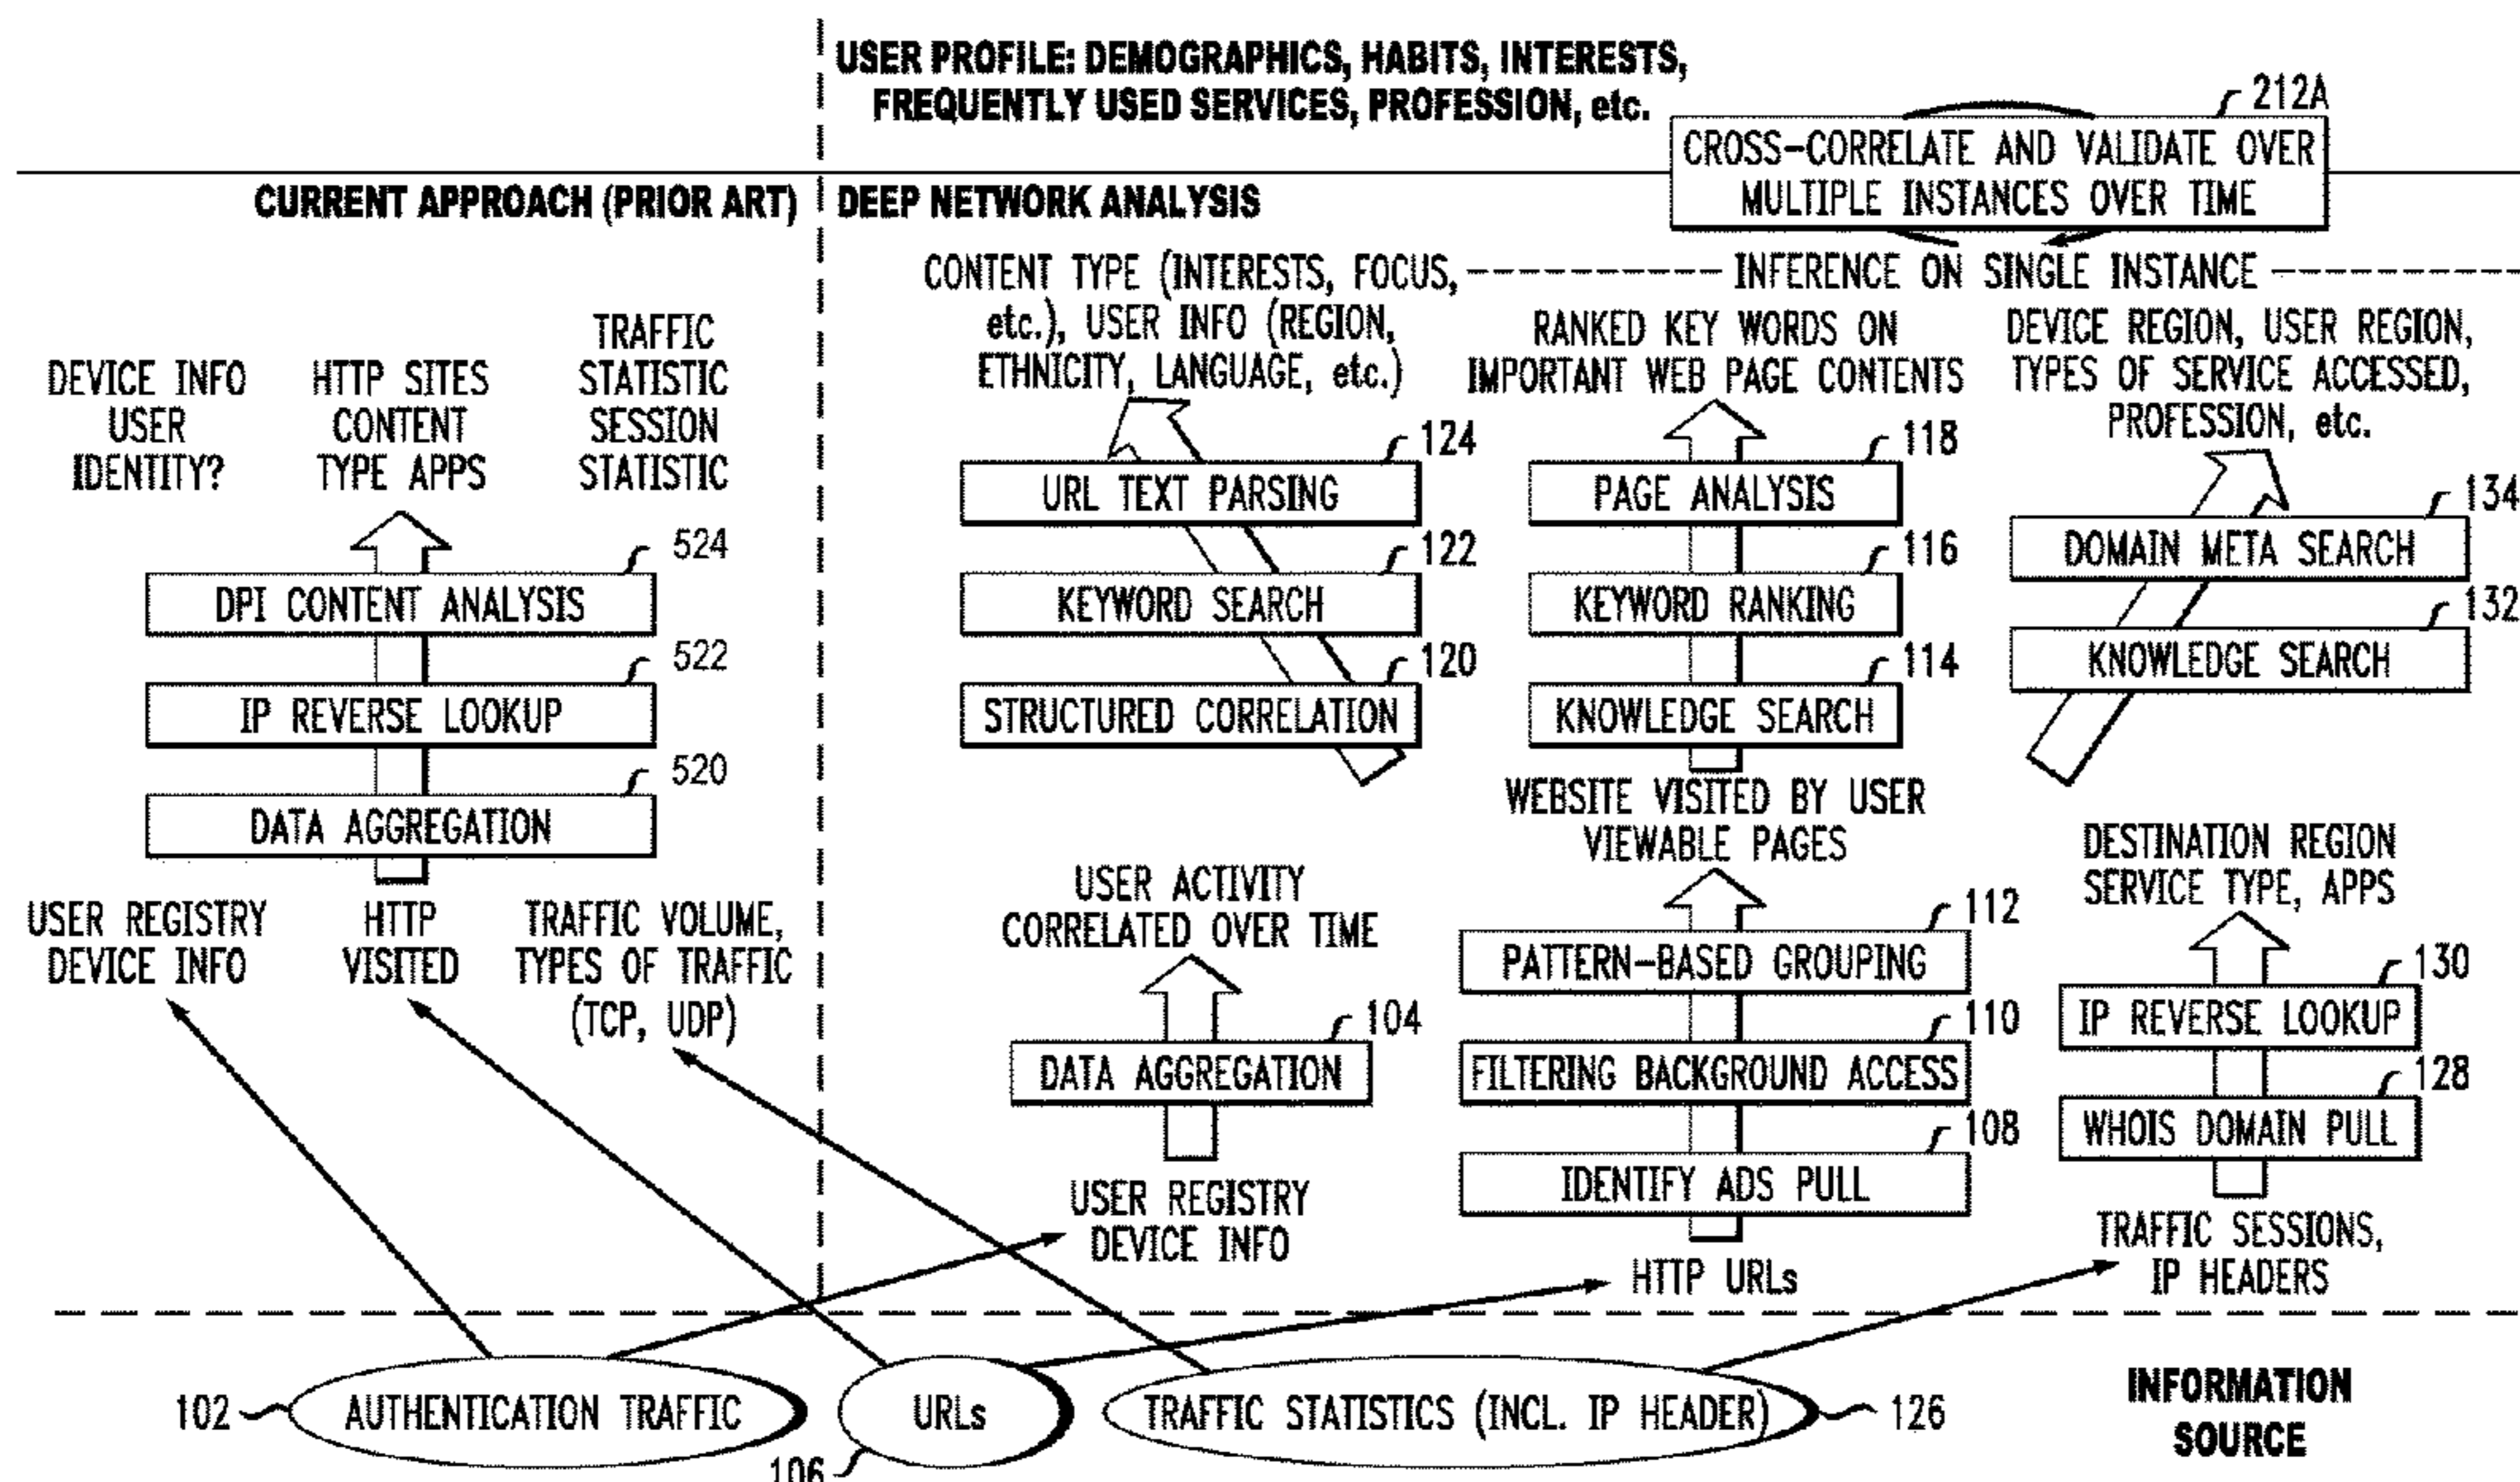 USER PROFILE: DEMOGRAPHICS, HABITS, INTERESTS,
FREQUENTLY USED SERVICES, PROFESSION, etc.
212A
CROSS-CORRELATE AND VALIDATE OVER
MULTIPLE INSTANCES OVER TIME
CURRENT APPROACH (PRIOR ART)
DEVICE INFO
USER
IDENTITY?
HTTP SITES
CONTENT
TYPE APPS
TRAFFIC
STATISTIC
SESSION
STATISTIC
524
DPI CONTENT ANALYSIS
522
IP REVERSE LOOKUP
520
DATA AGGREGATION
USER REGISTRY
DEVICE INFO
HTTP
VISITED
TRAFFIC VOLUME,
TYPES OF TRAFFIC
(TCP, UDP)
DEEP NETWORK ANALYSIS
INFERENCE ON SINGLE INSTANCE
CONTENT TYPE (INTERESTS, FOCUS,
etc.), USER INFO (REGION,
ETHNICITY, LANGUAGE, etc.)
124
URL TEXT PARSING
122
KEYWORD SEARCH
120
STRUCTURED CORRELATION
USER ACTIVITY
CORRELATED OVER TIME
104
DATA AGGREGATION
USER REGISTRY
DEVICE INFO
RANKED KEY WORDS ON
IMPORTANT WEB PAGE CONTENTS
118
PAGE ANALYSIS
116
KEYWORD RANKING
114
KNOWLEDGE SEARCH
WEBSITE VISITED BY USER
VIEWABLE PAGES
112
PATTERN-BASED GROUPING
110
FILTERING BACKGROUND ACCESS
108
IDENTIFY ADS PULL
HTTP URLs
DEVICE REGION, USER REGION,
TYPES OF SERVICE ACCESSED,
PROFESSION, etc.
134
DOMAIN META SEARCH
132
KNOWLEDGE SEARCH
DESTINATION REGION
SERVICE TYPE, APPS
130
IP REVERSE LOOKUP
128
WHOIS DOMAIN PULL
TRAFFIC SESSIONS,
IP HEADERS
102
AUTHENTICATION TRAFFIC
URLs
106
TRAFFIC STATISTICS (INCL. IP HEADER)
126
INFORMATION
SOURCE